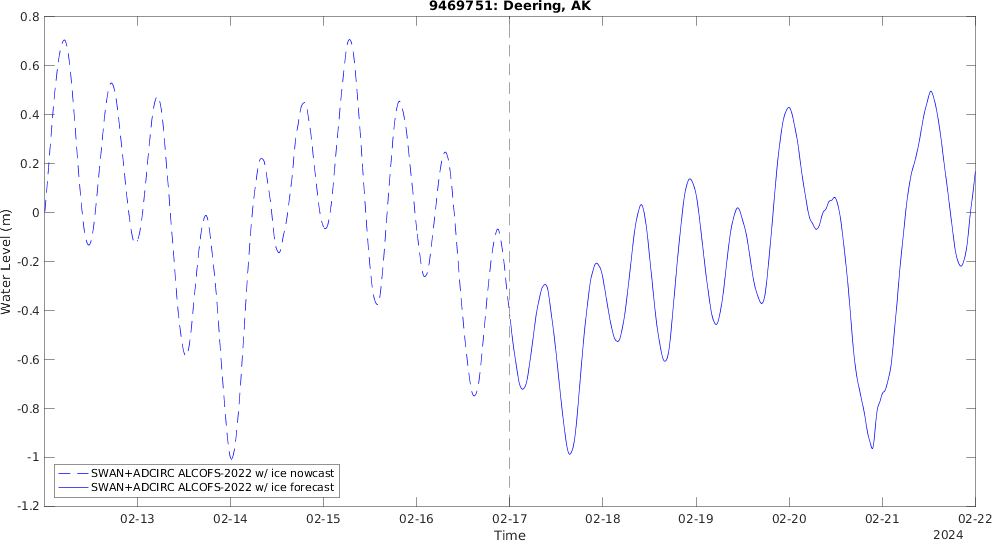 9469751: Deering, AK
0.8
0.6
0.4
0.2
0
-0.2
-0.4
-0.6
-0.8
-1
-1.2
Water Level (m)
SWAN+ADCIRC ALCOFS-2022 w/ ice nowcast
SWAN+ADCIRC ALCOFS-2022 w/ ice forecast
02-13 02-14 02-15 02-16 02-17 02-18 02-19 02-20 02-21 02-22
Time
2024